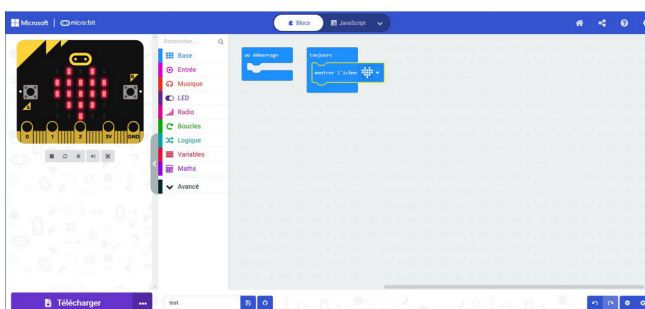 Microsoft | micro:bit
Blocs
JavaScript
Rechercher...
Base
Entrée
Musique
LED
Radio
Boucles
Logique
Variables
Maths
Avancé
au démarrage
toujours
montrer l'icône
A
B
0 1 2 3V GND
Télécharger
test